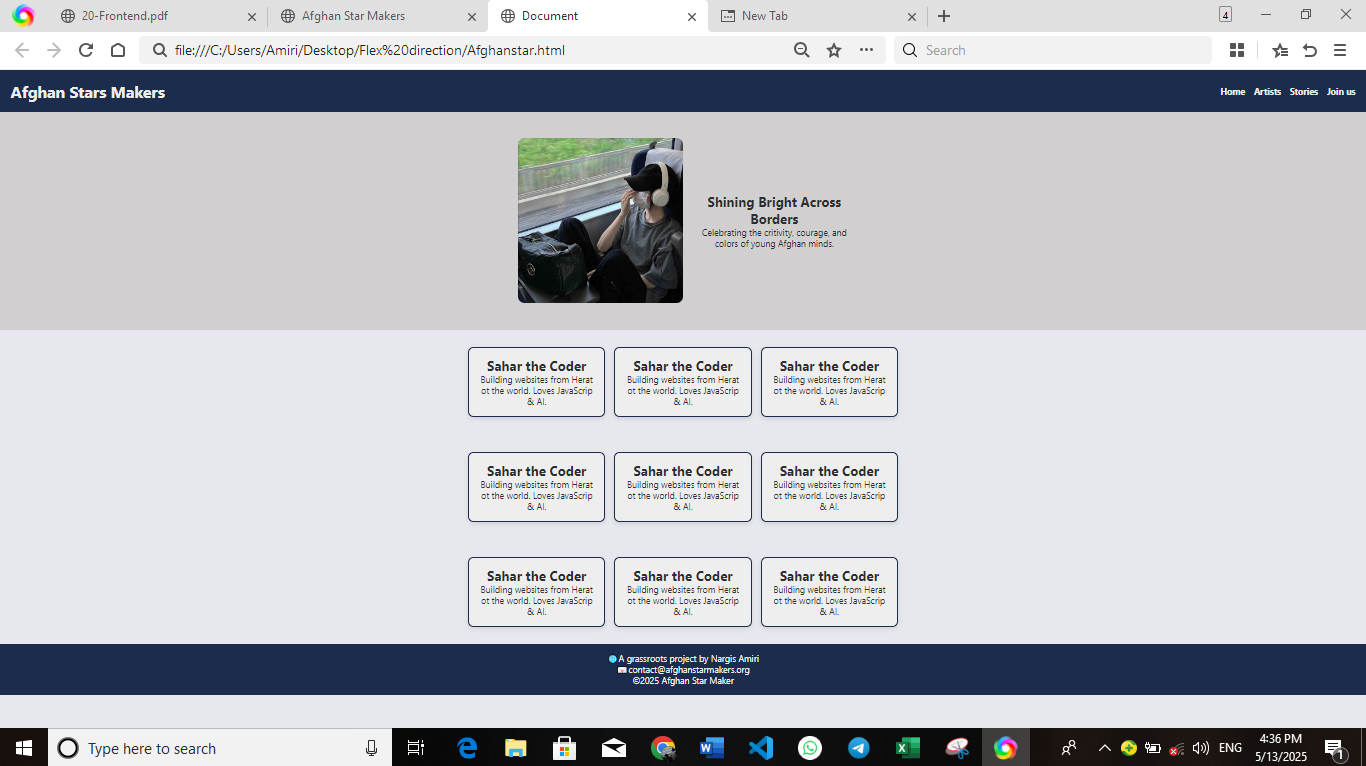 20-Frontend.pdf
Afghan Star Makers
Document
New Tab
4
file:///C:/Users/Amiri/Desktop/Flex%20direction/Afghanstar.html
Search
Afghan Stars Makers
Home Artists Stories Join us
Shining Bright Across
Borders
Celebrating the critivity, courage, and
colors of young Afghan minds.
Sahar the Coder
Building websites from Herat
ot the world. Loves JavaScrip
& AI.
Sahar the Coder
Building websites from Herat
ot the world. Loves JavaScrip
& AI.
Sahar the Coder
Building websites from Herat
ot the world. Loves JavaScrip
& AI.
Sahar the Coder
Building websites from Herat
ot the world. Loves JavaScrip
& AI.
Sahar the Coder
Building websites from Herat
ot the world. Loves JavaScrip
& AI.
Sahar the Coder
Building websites from Herat
ot the world. Loves JavaScrip
& AI.
Sahar the Coder
Building websites from Herat
ot the world. Loves JavaScrip
& AI.
Sahar the Coder
Building websites from Herat
ot the world. Loves JavaScrip
& AI.
Sahar the Coder
Building websites from Herat
ot the world. Loves JavaScrip
& AI.
🌐 A grassroots project by Nargis Amiri
📧 contact@afghanstarmakers.org
©2025 Afghan Star Maker
Type here to search
ENG
4:36 PM
5/13/2025
1